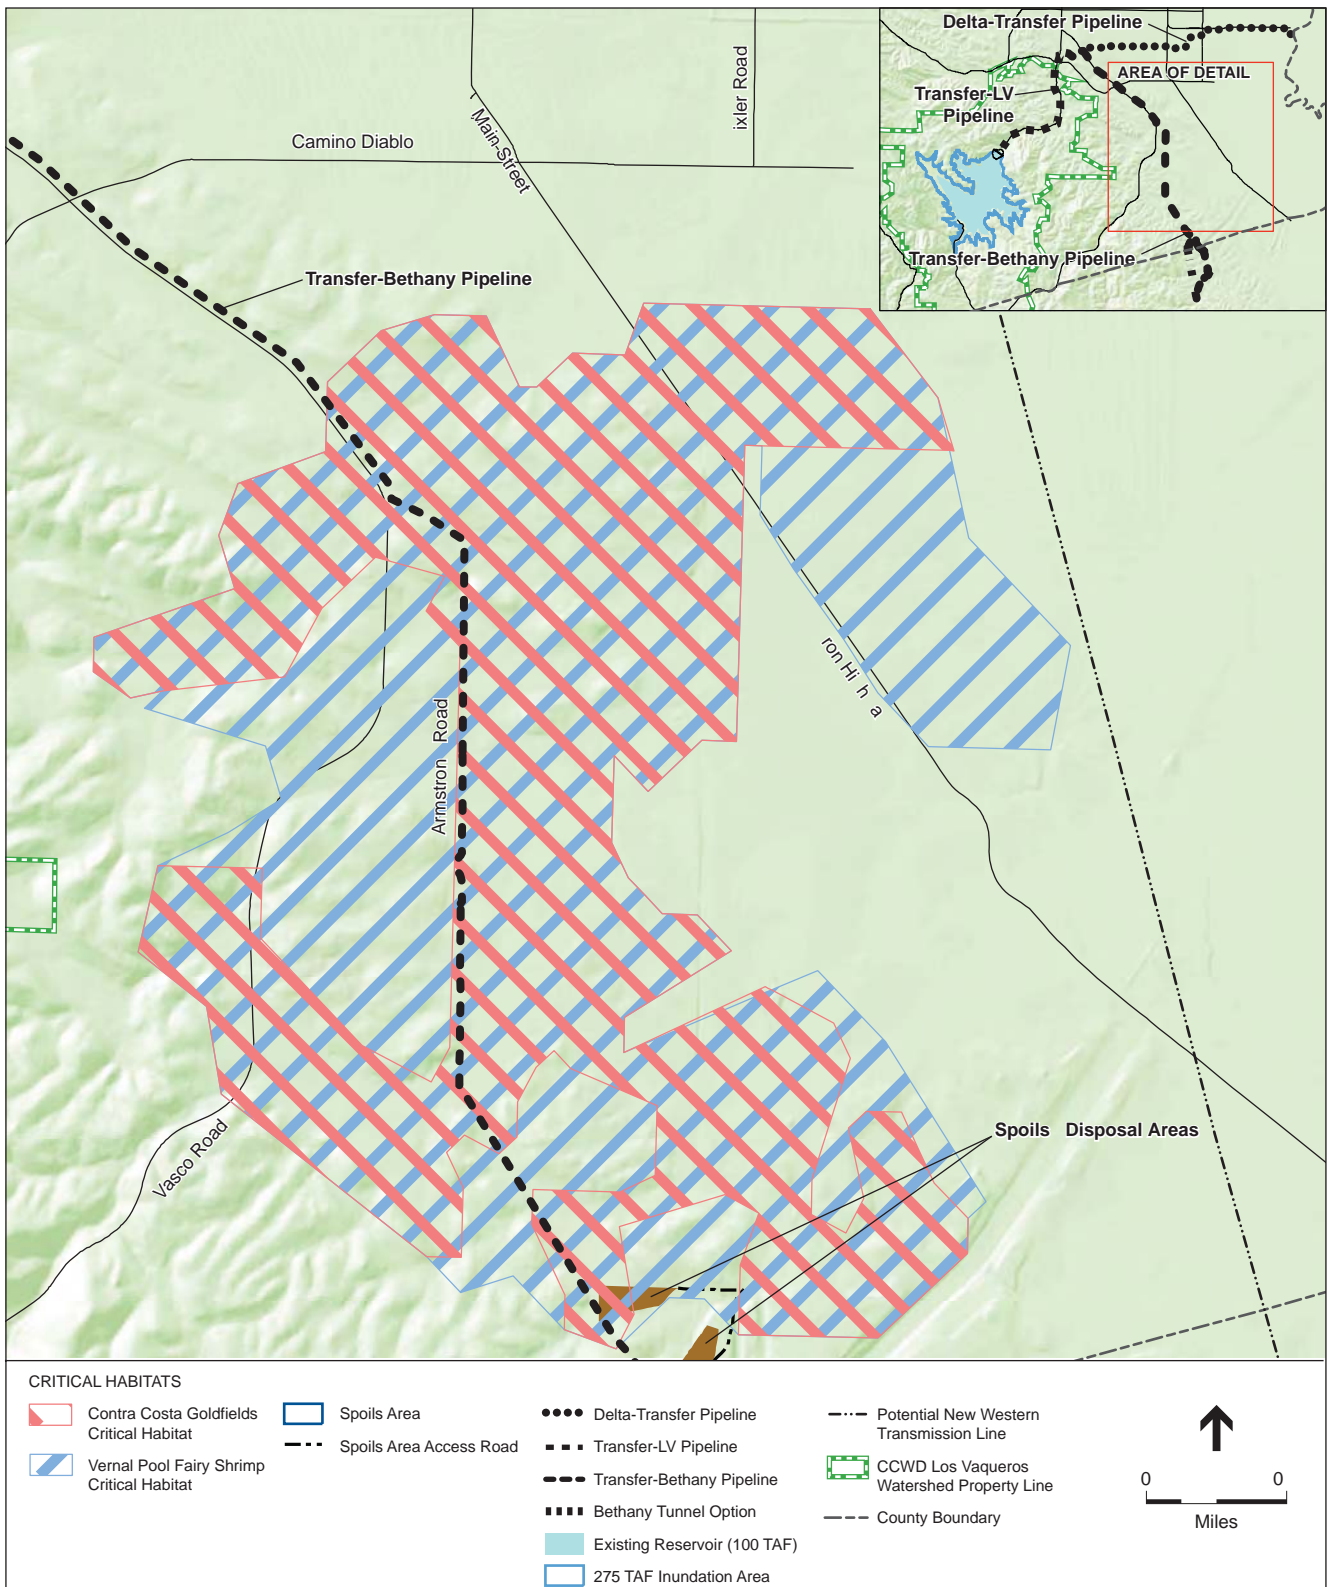 Delta-Transfer Pipeline
AREA OF DETAIL
Transfer-LV
Pipeline
Transfer-Bethany Pipeline
ixler Road
Main Street
Camino Diablo
Transfer-Bethany Pipeline
ron Hi h a
Armstron Road
Spoils Disposal Areas
Vasco Road
CRITICAL HABITATS
Contra Costa Goldfields
Critical Habitat
Vernal Pool Fairy Shrimp
Critical Habitat
Spoils Area
Spoils Area Access Road
Delta-Transfer Pipeline
Transfer-LV Pipeline
Transfer-Bethany Pipeline
Bethany Tunnel Option
Existing Reservoir (100 TAF)
275 TAF Inundation Area
Potential New Western
Transmission Line
CCWD Los Vaqueros
Watershed Property Line
County Boundary
0 0
Miles